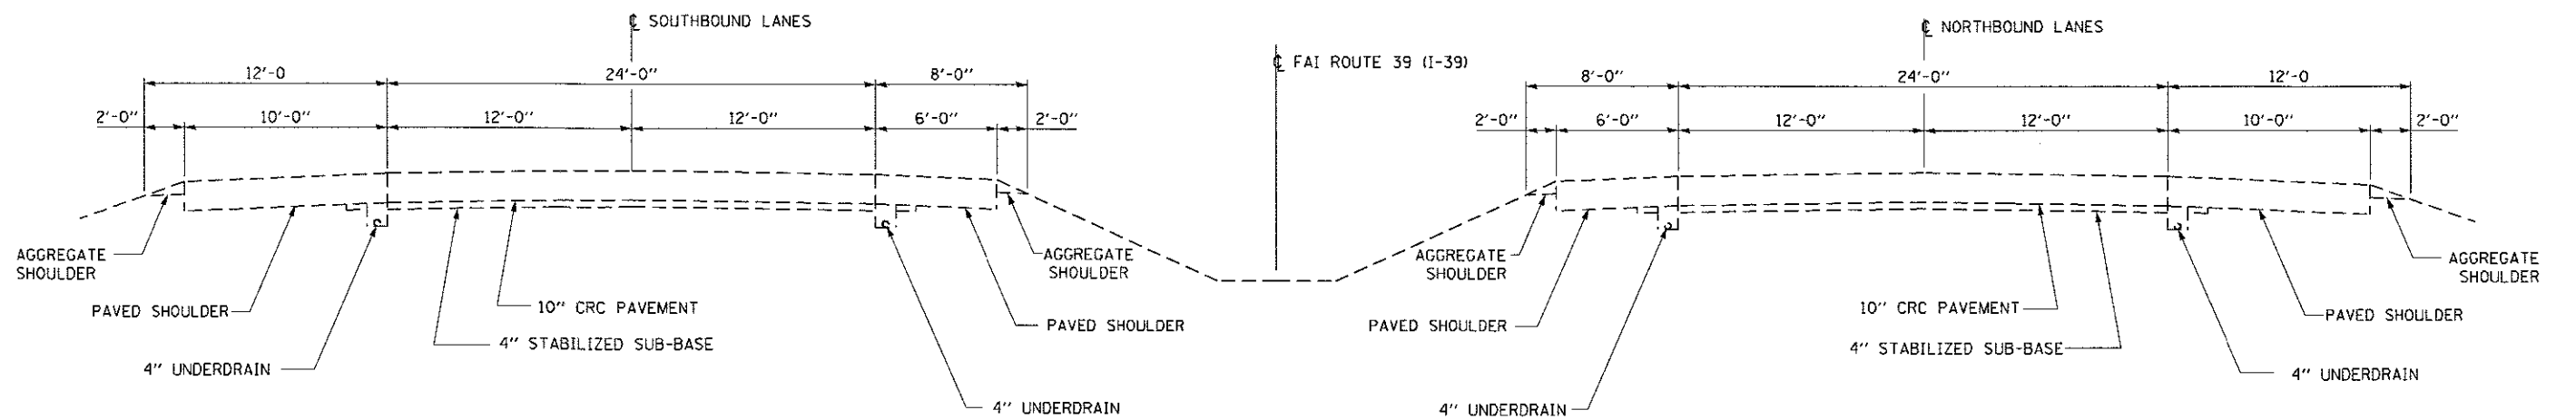 ℄ SOUTHBOUND LANES
℄ NORTHBOUND LANES
℄ FAI ROUTE 39 (I-39)
12'-0
24'-0"
8'-0"
8'-0"
24'-0"
12'-0
2'-0"
10'-0"
12'-0"
12'-0"
6'-0"
2'-0"
2'-0"
6'-0"
12'-0"
12'-0"
10'-0"
2'-0"
AGGREGATE
SHOULDER
AGGREGATE
SHOULDER
AGGREGATE
SHOULDER
AGGREGATE
SHOULDER
PAVED SHOULDER
10" CRC PAVEMENT
PAVED SHOULDER
PAVED SHOULDER
10" CRC PAVEMENT
PAVED SHOULDER
4" STABILIZED SUB-BASE
4" STABILIZED SUB-BASE
4" UNDERDRAIN
4" UNDERDRAIN
4" UNDERDRAIN
4" UNDERDRAIN